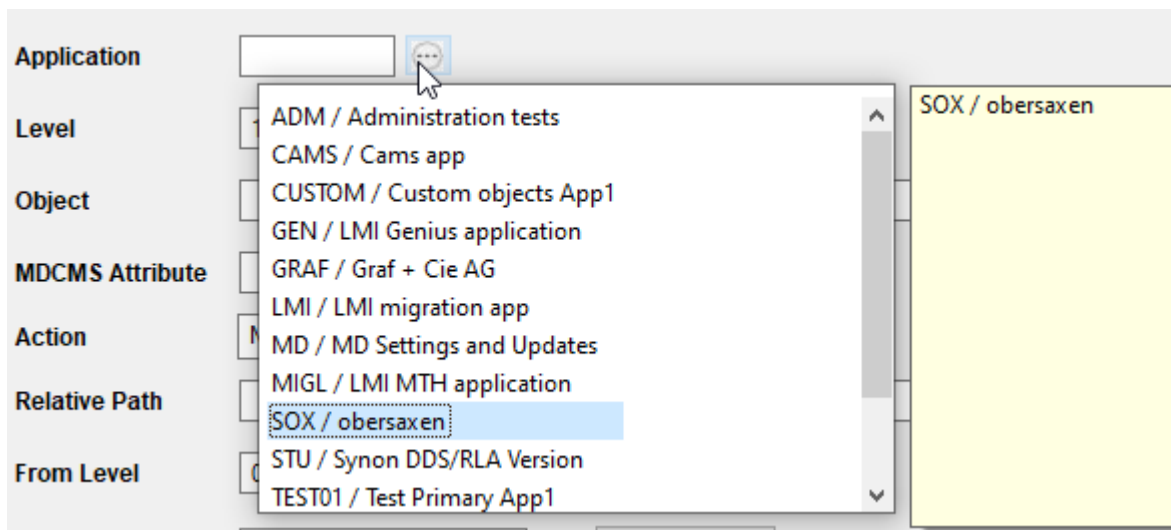 Application
ADM / Administration tests
SOX / obersaxen
Level
CAMS / Cams app
CUSTOM / Custom objects App1
Object
GEN / LMI Genius application
MDCMS Attribute
GRAF / Graf + Cie AG
LMI / LMI migration app
Action
MD / MD Settings and Updates
MIGL / LMI MTH application
Relative Path
SOX / obersaxen
From Level
STU / Synon DDS/RLA Version
TEST01 / Test Primary App1